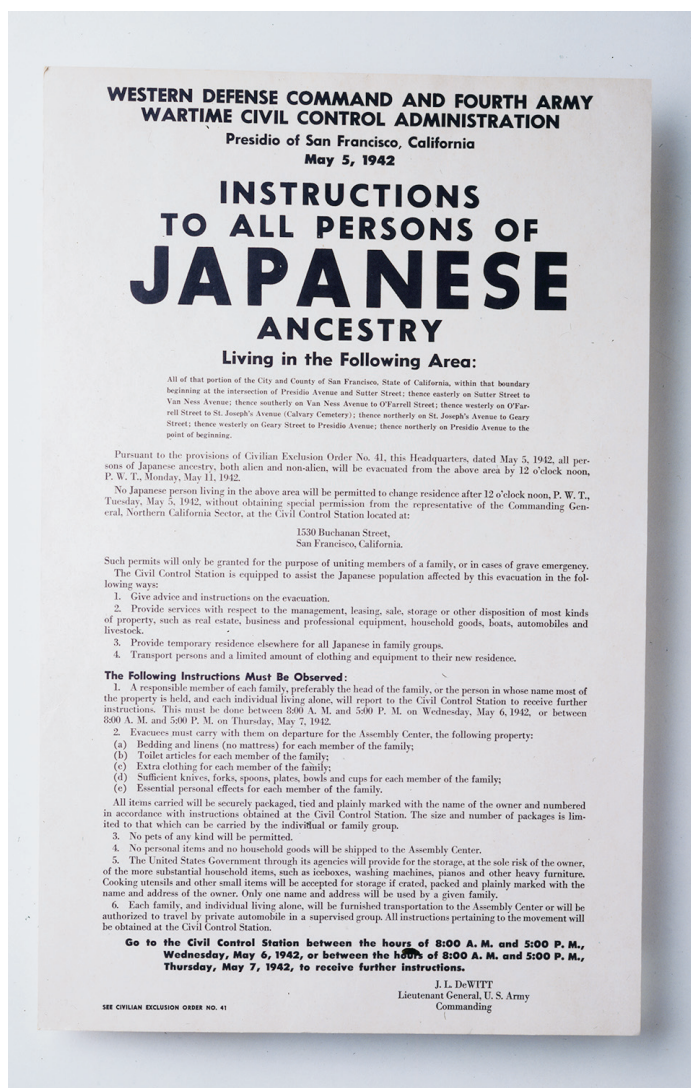 WESTERN DEFENSE COMMAND AND FOURTH ARMY
WARTIME CIVIL CONTROL ADMINISTRATION
Presidio of San Francisco, California
May 5, 1942
INSTRUCTIONS
TO ALL PERSONS OF
JAPANESE
ANCESTRY
Living in the Following Area:
All of that portion of the City and County of San Francisco, State of California, within that boundary
beginning at the intersection of Presidio Avenue and Sutter Street; thence easterly on Sutter Street to
Van Ness Avenue; thence southerly on Van Ness Avenue to O'Farrell Street; thence westerly on O'Far-
rell Street to St. Joseph's Avenue (Calvary Cemetery); thence northerly on St. Joseph's Avenue to Geary
Street; thence westerly on Geary Street to Presidio Avenue; thence northerly on Presidio Avenue to the
point of beginning.
Pursuant to the provisions of Civilian Exclusion Order No. 41, this Headquarters, dated May 5, 1942, all per-
sons of Japanese ancestry, both alien and non-alien, will be evacuated from the above area by 12 o'clock noon,
P. W. T., Monday, May 11, 1942.
No Japanese person living in the above area will be permitted to change residence after 12 o'clock noon, P. W. T.,
Tuesday, May 5, 1942, without obtaining special permission from the representative of the Commanding Gen-
eral, Northern California Sector, at the Civil Control Station located at:
1530 Buchanan Street,
San Francisco, California.
Such permits will only be granted for the purpose of uniting members of a family, or in cases of grave emergency.
The Civil Control Station is equipped to assist the Japanese population affected by this evacuation in the fol-
lowing ways:
1. Give advice and instructions on the evacuation.
2. Provide services with respect to the management, leasing, sale, storage or other disposition of most kinds
of property, such as real estate, business and professional equipment, household goods, boats, automobiles and
livestock.
3. Provide temporary residence elsewhere for all Japanese in family groups.
4. Transport persons and a limited amount of clothing and equipment to their new residence.
The Following Instructions Must Be Observed:
1. A responsible member of each family, preferably the head of the family, or the person in whose name most of
the property is held, and each individual living alone, will report to the Civil Control Station to receive further
instructions. This must be done between 8:00 A. M. and 5:00 P. M. on Wednesday, May 6, 1942, or between
8:00 A. M. and 5:00 P. M. on Thursday, May 7, 1942.
2. Evacuees must carry with them on departure for the Assembly Center, the following property:
(a) Bedding and linens (no mattress) for each member of the family;
(b) Toilet articles for each member of the family;
(c) Extra clothing for each member of the family;
(d) Sufficient knives, forks, spoons, plates, bowls and cups for each member of the family;
(e) Essential personal effects for each member of the family.
All items carried will be securely packaged, tied and plainly marked with the name of the owner and numbered
in accordance with instructions obtained at the Civil Control Station. The size and number of packages is lim-
ited to that which can be carried by the individual or family group.
3. No pets of any kind will be permitted.
4. No personal items and no household goods will be shipped to the Assembly Center.
5. The United States Government through its agencies will provide for the storage, at the sole risk of the owner,
of the more substantial household items, such as iceboxes, washing machines, pianos and other heavy furniture.
Cooking utensils and other small items will be accepted for storage if crated, packed and plainly marked with the
name and address of the owner. Only one name and address will be used by a given family.
6. Each family, and individual living alone, will be furnished transportation to the Assembly Center or will be
authorized to travel by private automobile in a supervised group. All instructions pertaining to the movement will
be obtained at the Civil Control Station.
Go to the Civil Control Station between the hours of 8:00 A. M. and 5:00 P. M.,
Wednesday, May 6, 1942, or between the hours of 8:00 A. M. and 5:00 P. M.,
Thursday, May 7, 1942, to receive further instructions.
J. L. DeWITT
Lieutenant General, U. S. Army
Commanding
SEE CIVILIAN EXCLUSION ORDER NO. 41